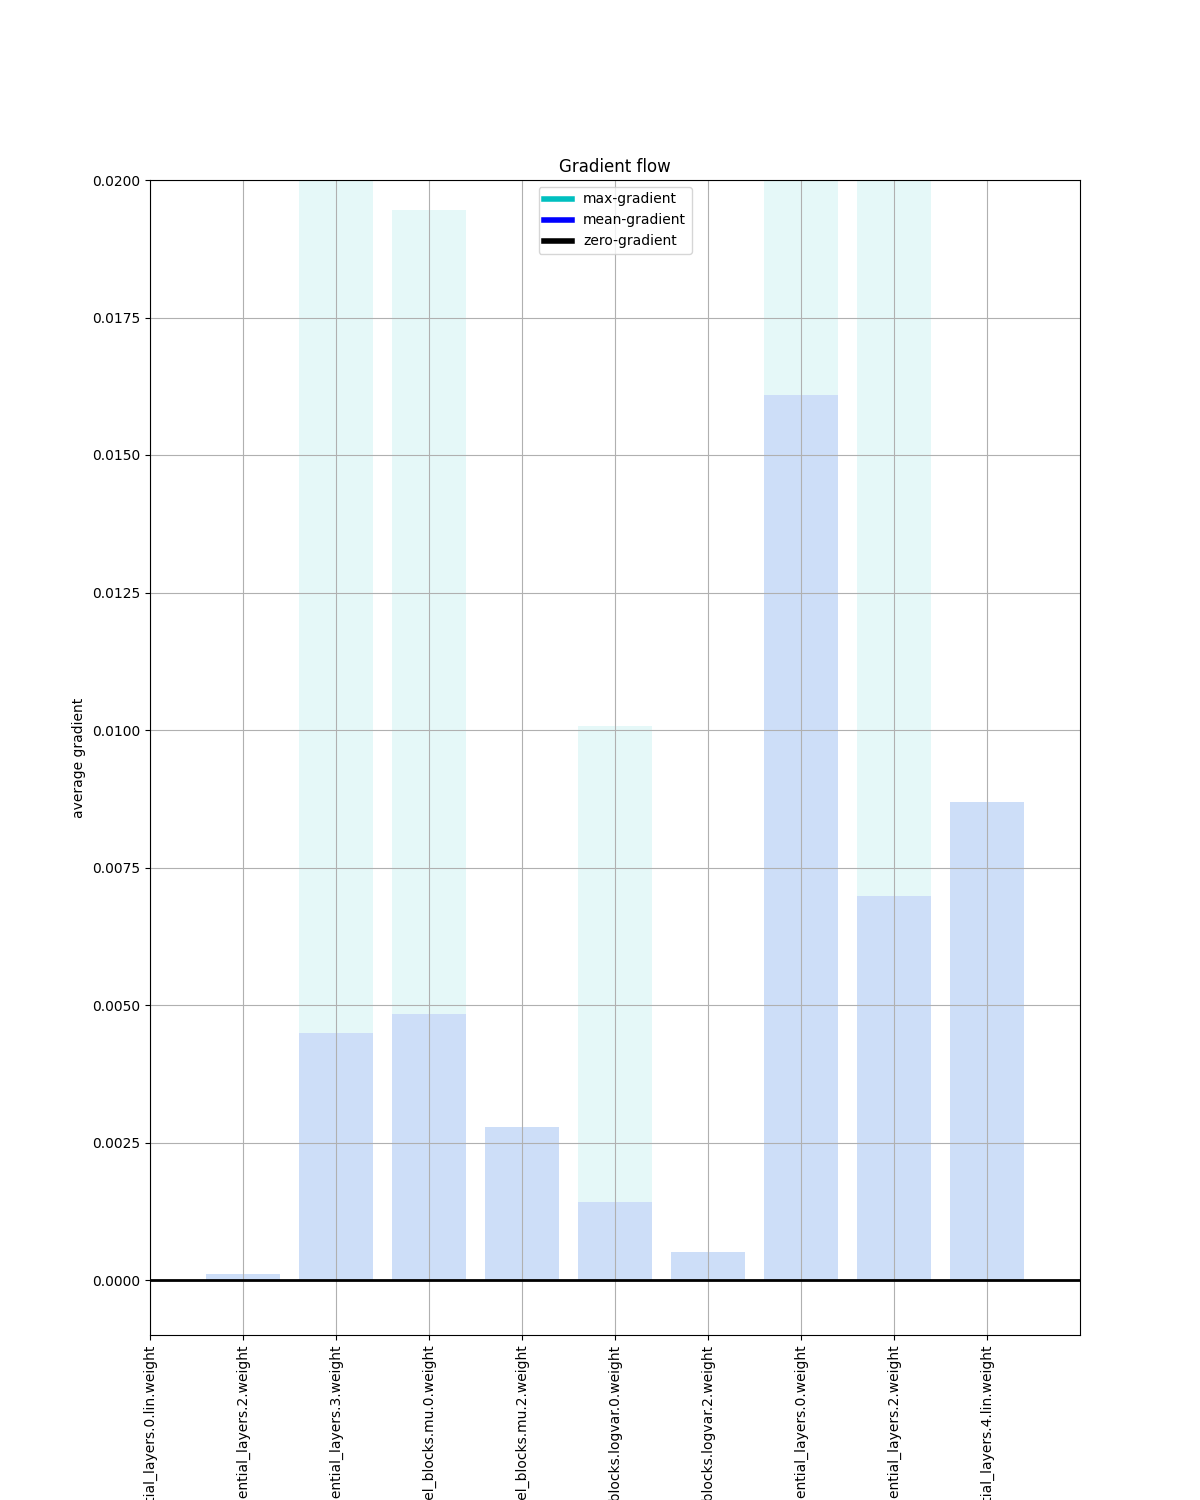 Gradient flow
max-gradient
mean-gradient
zero-gradient
0.0200
0.0175
0.0150
0.0125
0.0100
0.0075
0.0050
0.0025
0.0000
average gradient
tial_layers.0.lin.weight
ential_layers.2.weight
ential_layers.3.weight
el_blocks.mu.0.weight
el_blocks.mu.2.weight
blocks.logvar.0.weight
blocks.logvar.2.weight
ential_layers.0.weight
ential_layers.2.weight
tial_layers.4.lin.weight